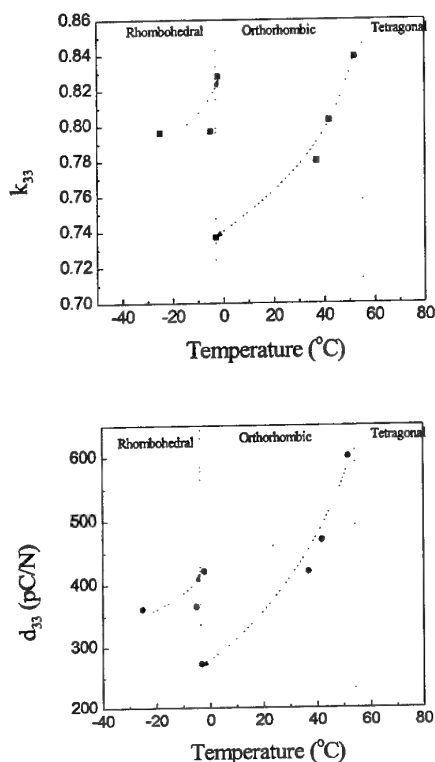 0.86
Rhombohedral Orthorhombic Tetragonal
0.84
0.82
0.80
0.78
0.76
0.74
0.72
0.70
k33
-40 -20 0 20 40 60 80
Temperature (°C)
Rhombohedral Orthorhombic Tetragonal
600
500
400
300
200
d33 (pC/N)
-40 -20 0 20 40 60 80
Temperature (°C)